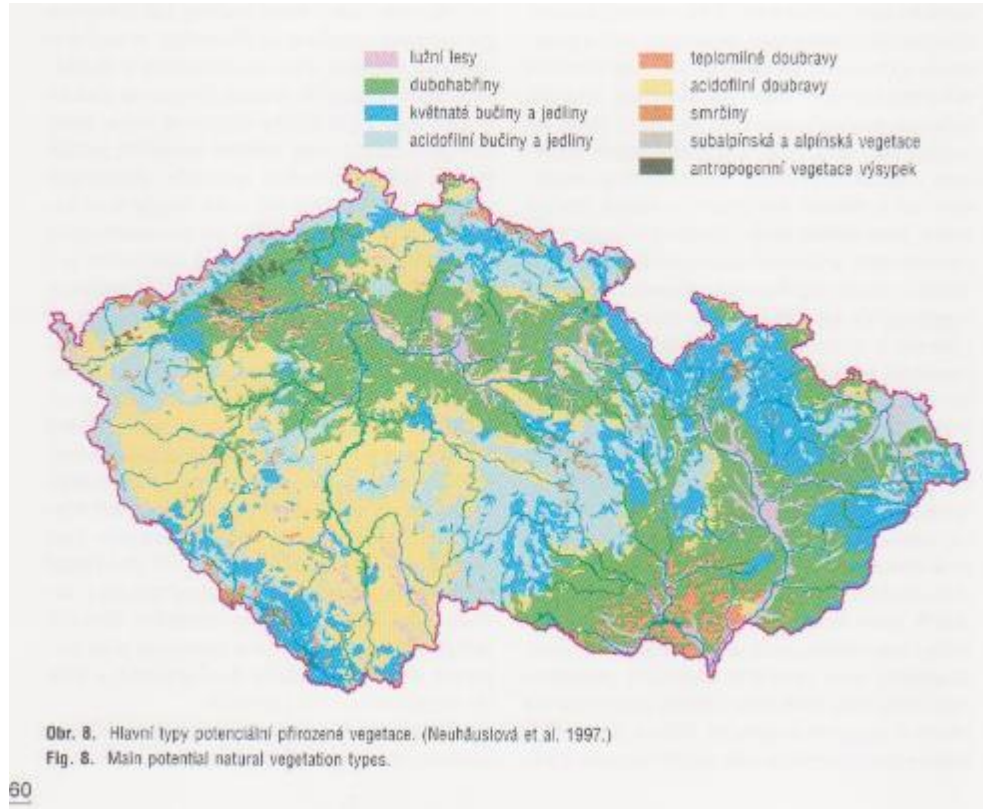 lužní lesy
dubohabřiny
květnaté bučiny a jedliny
acidofilní bučiny a jedliny
teplomilné doubravy
acidofilní doubravy
smrčiny
subalpínská a alpínská vegetace
antropogenní vegetace výsypek
Obr. 8. Hlavní typy potenciální přirozené vegetace. (Neuhäuslová et al. 1997.)
Fig. 8. Main potential natural vegetation types.
60